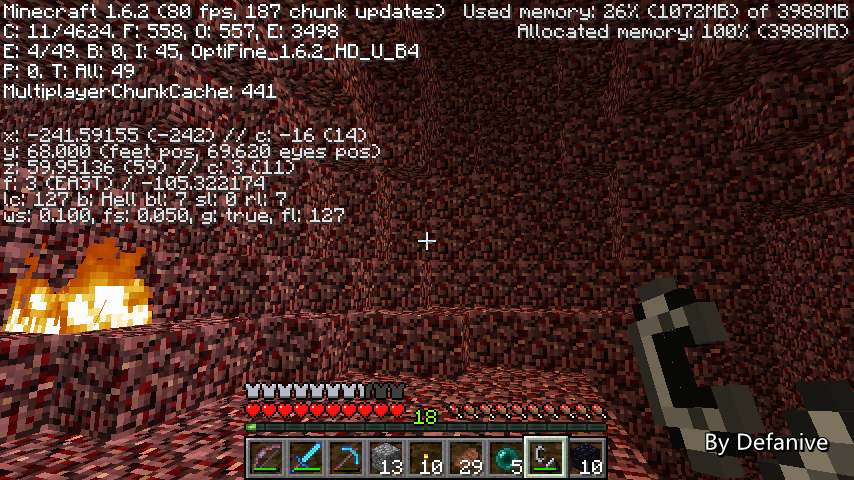 Minecraft 1.6.2 (80 fps, 187 chunk updates)
Used memory: 26% (1072MB) of 3988MB
C: 11/4624, F: 558, O: 557, E: 3498
Allocated memory: 100% (3988MB)
E: 4/49. B: 0, I: 45, OptiFine_1.6.2_HD_U_B4
P: 0. T: All: 49
MultiplayerChunkCache: 441
x: -241.59155 (-242) // c: -16 (14)
y: 68.000 (feet pos, 69.620 eyes pos)
z: 59.95136 (59) // c: 3 (11)
f: 3 (EAST) / -105.322174
lc: 127 b: Hell bl: 7 sl: 0 rl: 7
ws: 0.100, fs: 0.050, g: true, fl: 127
18
13 10 29 5 10
By Defanive